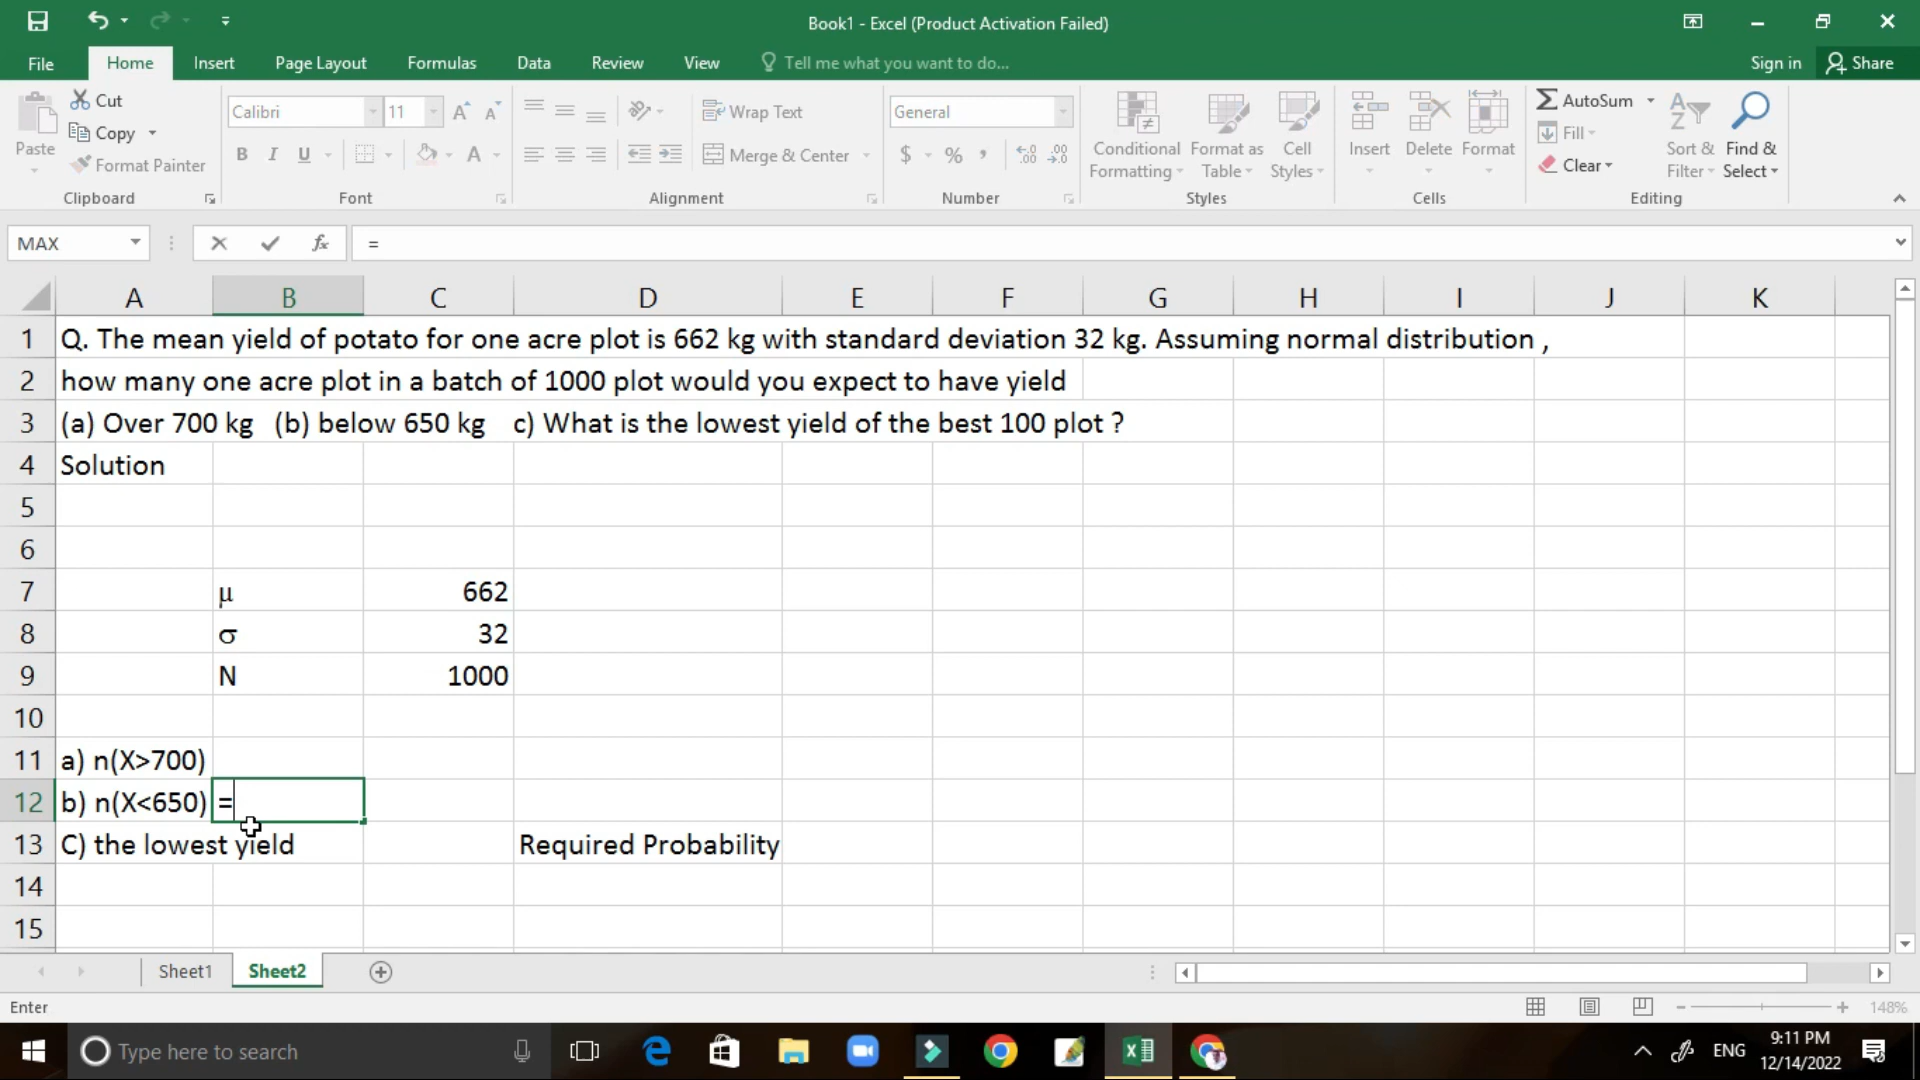 Book1 - Excel (Product Activation Failed)
File Home Insert Page Layout Formulas Data Review View Tell me what you want to do... Sign in Share
Cut
Copy
Format Painter
Paste
Clipboard
Calibri 11
B I U A
Font
Wrap Text
Merge & Center
Alignment
General
$ % ,
Number
Conditional Formatting
Format as Table
Cell Styles
Styles
Insert Delete Format
Cells
AutoSum
Fill
Clear
Sort & Filter
Find & Select
Editing
MAX fx =
A B C D E F G H I J K
1 Q. The mean yield of potato for one acre plot is 662 kg with standard deviation 32 kg. Assuming normal distribution ,
2 how many one acre plot in a batch of 1000 plot would you expect to have yield
3 (a) Over 700 kg (b) below 650 kg c) What is the lowest yield of the best 100 plot ?
4 Solution
5
6
7 μ 662
8 σ 32
9 N 1000
10
11 a) n(X>700)
12 b) n(X<650) =
13 C) the lowest yield Required Probability
14
15
Sheet1 Sheet2
Enter 148%
Type here to search
ENG
9:11 PM
12/14/2022